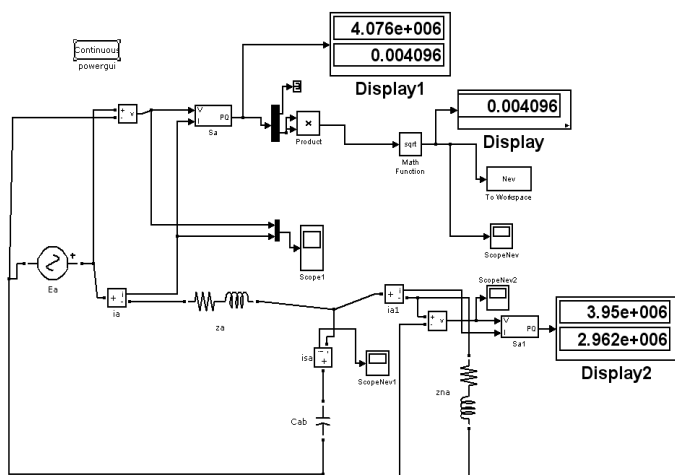 4.076e+006
0.004096
Display1
Continuous
powergui
0.004096
Display
+
-
v
V
I
PQ
Sa
×
Product
sqrt
Math
Function
Nev
To Workspace
ScopeNev
Scope1
+
Ea
+
i
-
ia
za
+
i
-
ia1
ScopeNev2
+
-
v
V
I
PQ
Sa1
3.95e+006
2.962e+006
Display2
isa
i
-
+
ScopeNev1
zna
Cab